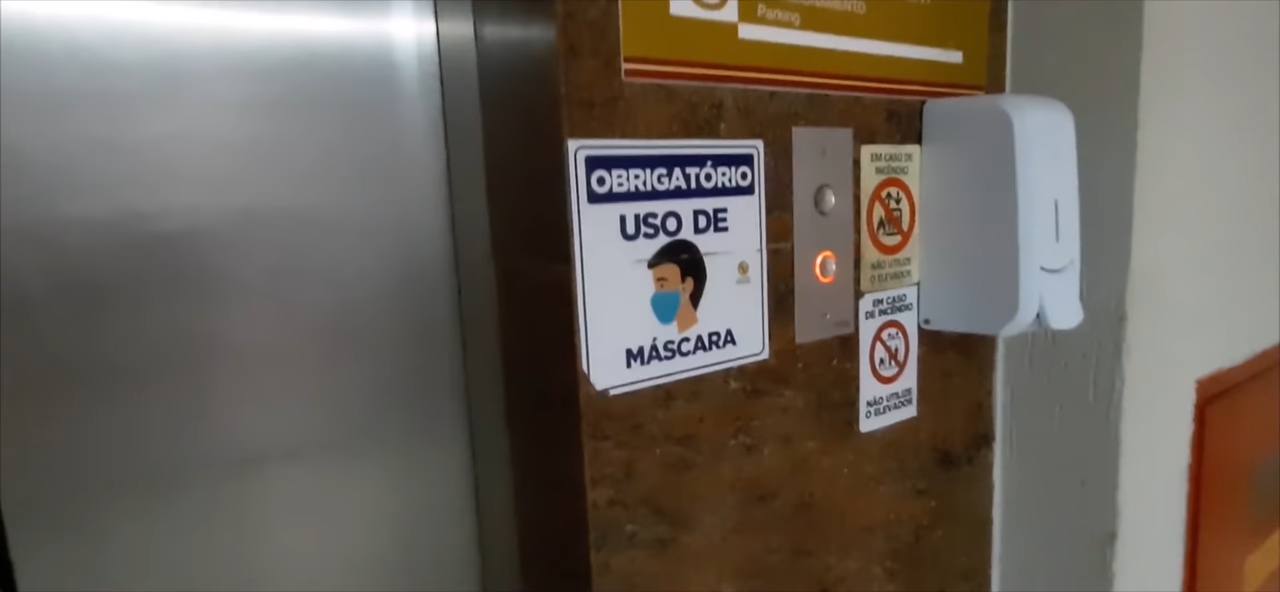 Parking
OBRIGATÓRIO
USO DE
MÁSCARA
EM CASO DE
INCÊNDIO
NÃO UTILIZE
O ELEVADOR
EM CASO
DE INCÊNDIO
NÃO UTILIZE
O ELEVADOR